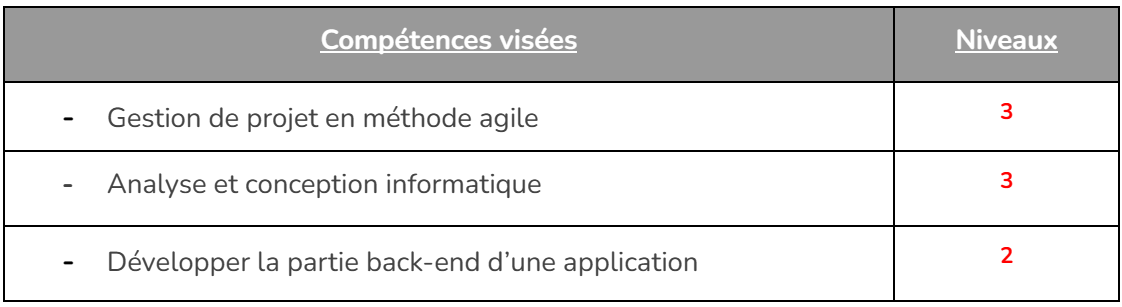 Compétences visées Niveaux
- Gestion de projet en méthode agile 3
- Analyse et conception informatique 3
- Développer la partie back-end d’une application 2